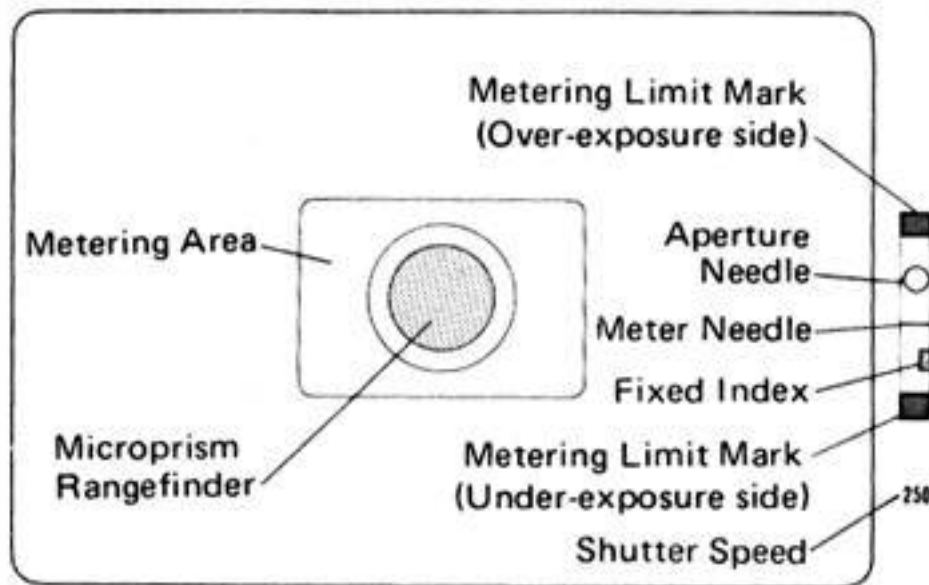 Metering Limit Mark
(Over-exposure side)
Metering Area
Aperture
Needle
Meter Needle
Fixed Index
Microprism
Rangefinder
Metering Limit Mark
(Under-exposure side)
250
Shutter Speed